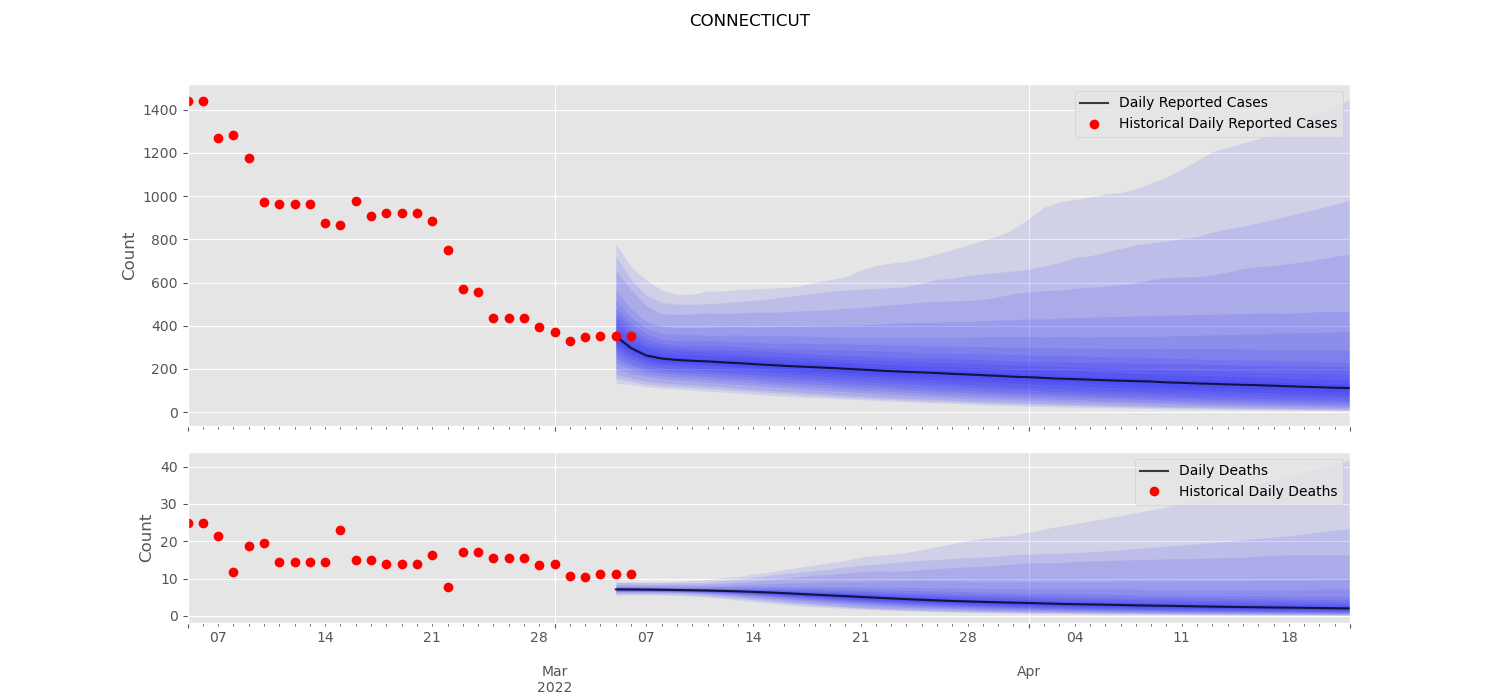 CONNECTICUT
1400
1200
1000
800
600
400
200
0
Count
Daily Reported Cases
Historical Daily Reported Cases
40
30
20
10
0
Count
Daily Deaths
Historical Daily Deaths
07 14 21 28 07 14 21 28 04 11 18
Mar Apr
2022